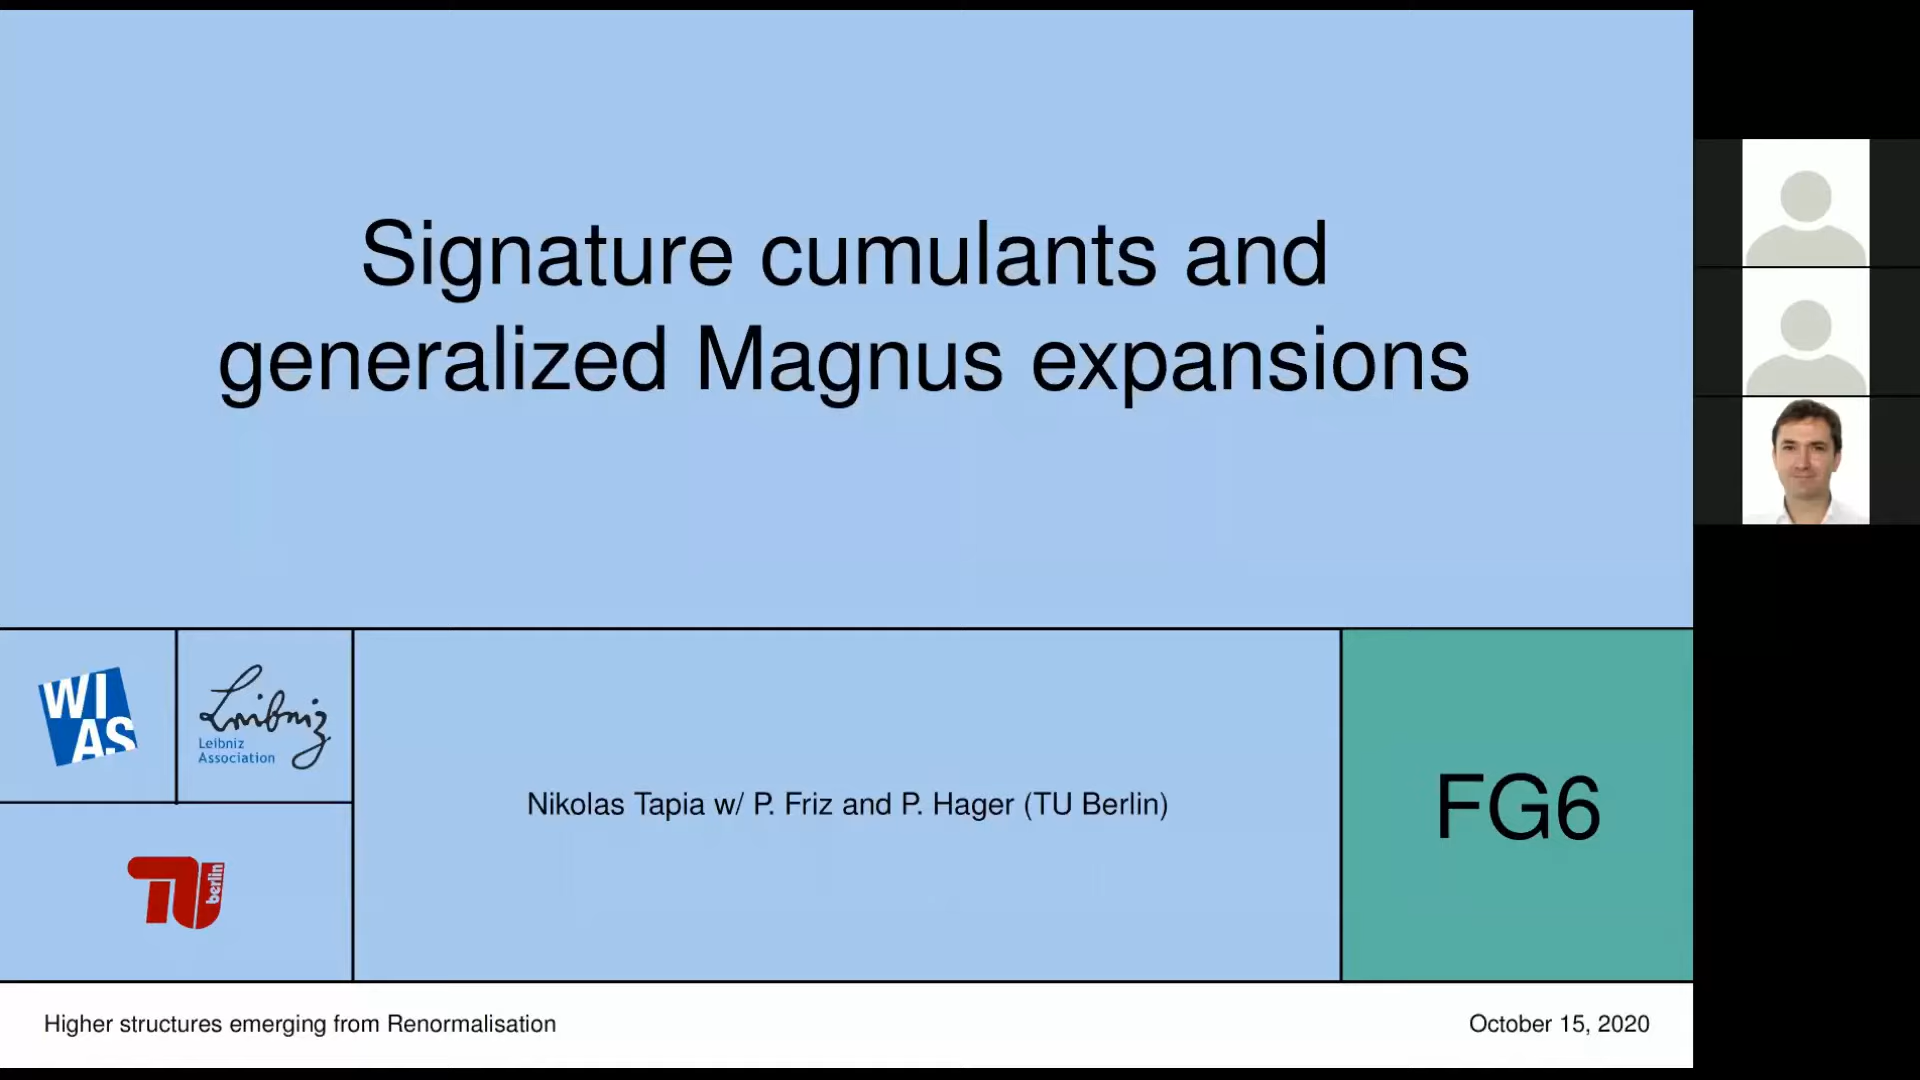 Signature cumulants and
generalized Magnus expansions
WI
AS
Leibniz
Leibniz
Association
Nikolas Tapia w/ P. Friz and P. Hager (TU Berlin)
FG6
TU
berlin
Higher structures emerging from Renormalisation
October 15, 2020